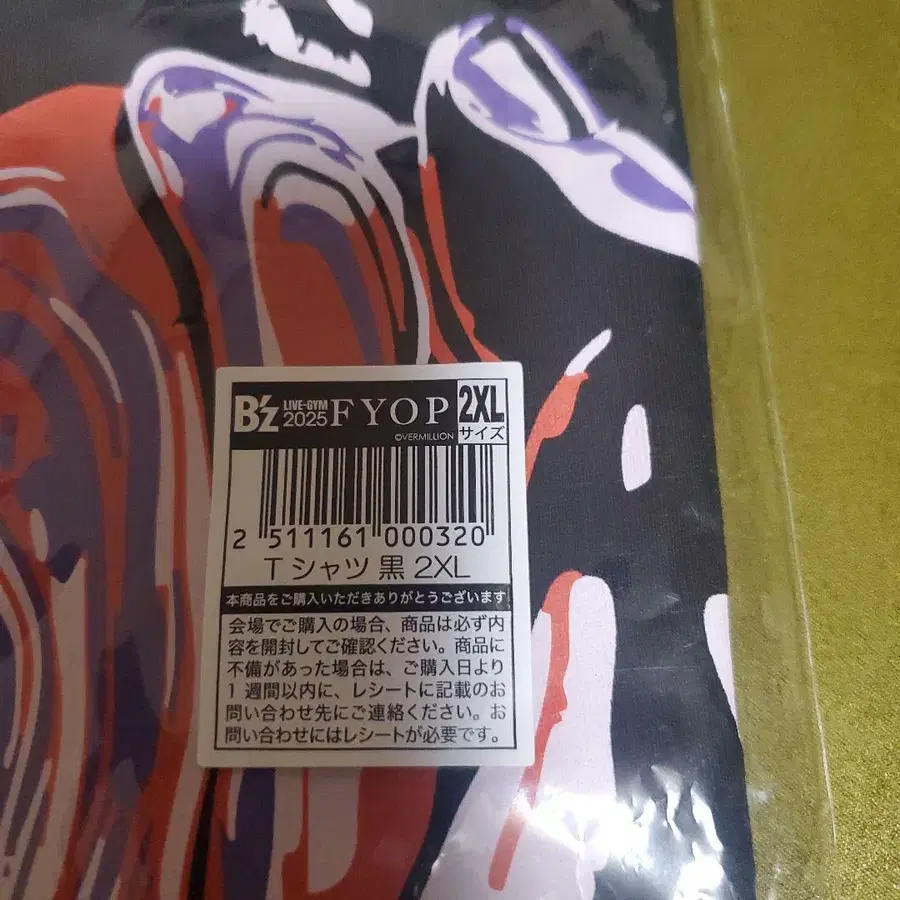 B'z LIVE-GYM 2025 FYOP 2XL
©VERMILLION サイズ
2 511161 000320
Tシャツ 黒 2XL
本商品をご購入いただきありがとうございます。
会場でご購入の場合、商品は必ず内
容を開封してご確認ください。商品に
不備があった場合は、ご購入日より
1週間以内に、レシートに記載のお
問い合わせ先にご連絡ください。お
問い合わせにはレシートが必要です。